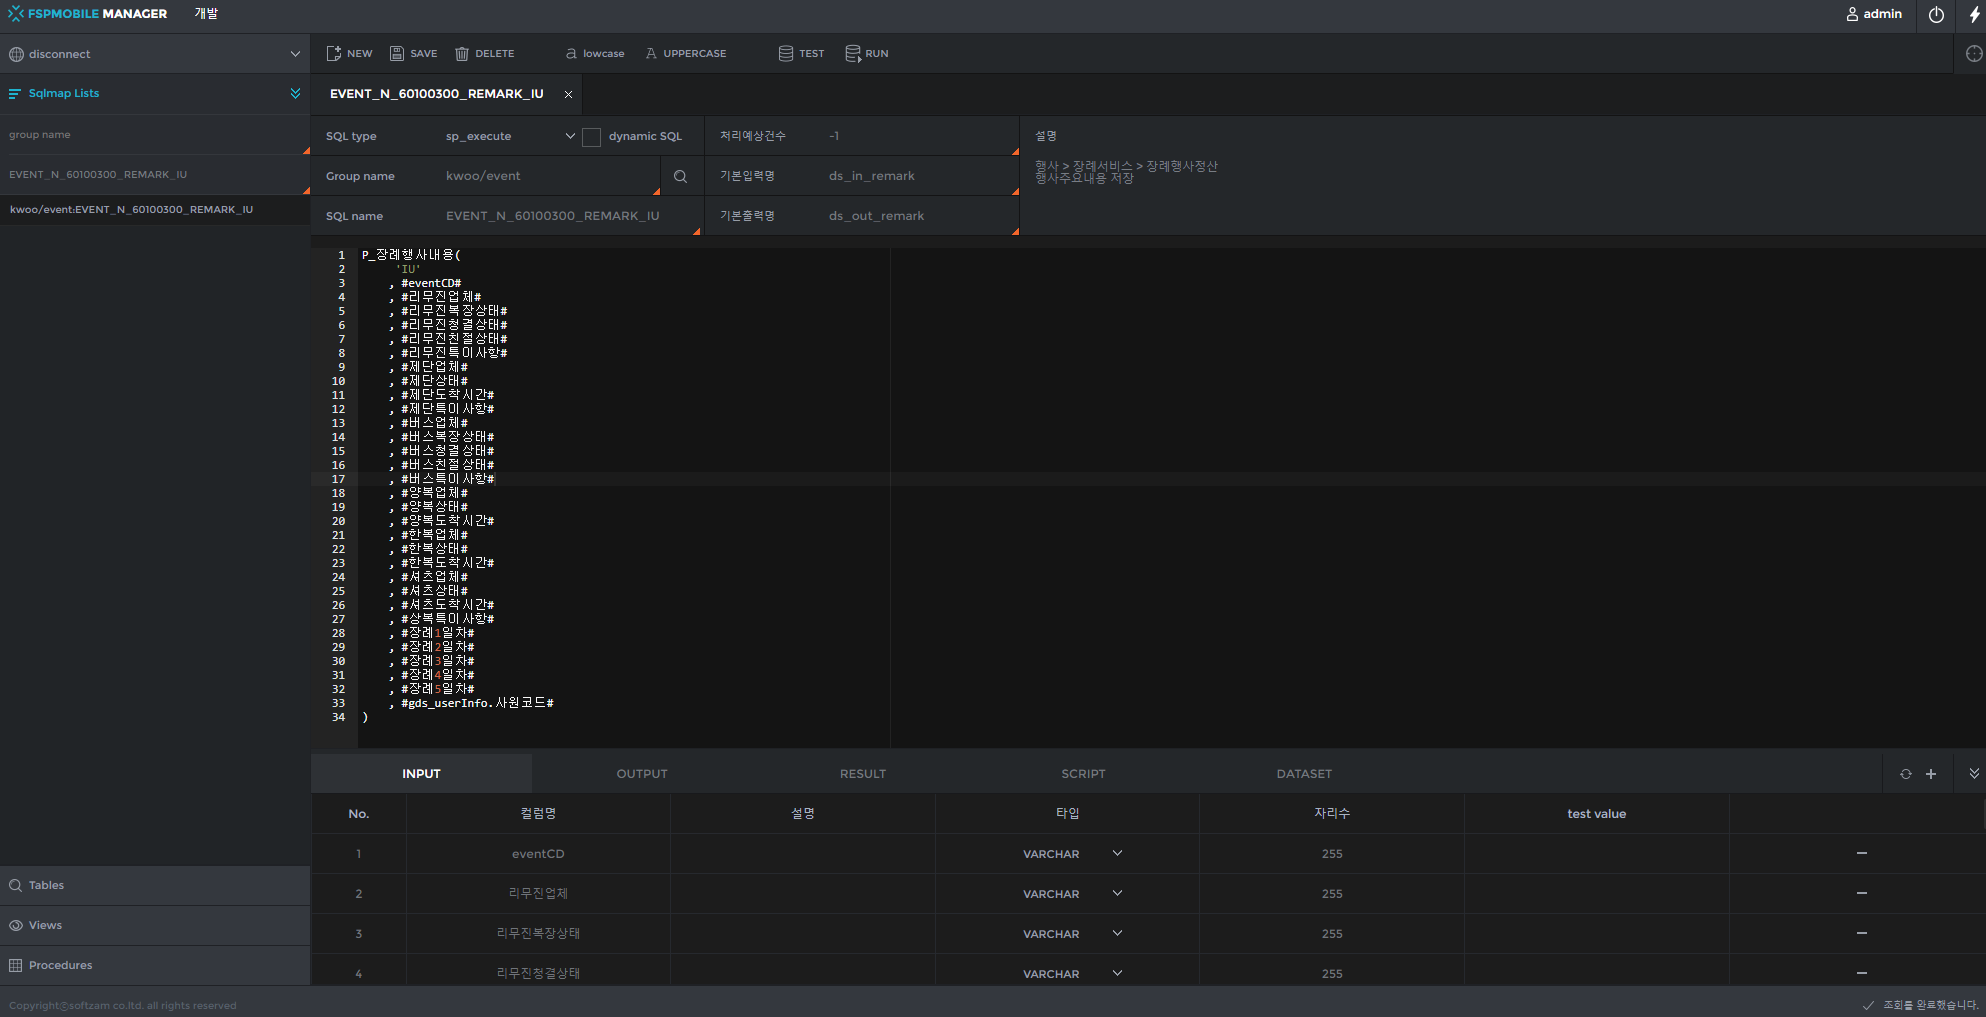 FSPMOBILE MANAGER 개발 admin
disconnect NEW SAVE DELETE lowcase UPPERCASE TEST RUN
Sqlmap Lists EVENT_N_60100300_REMARK_IU
group name
EVENT_N_60100300_REMARK_IU
kwoo/event:EVENT_N_60100300_REMARK_IU
SQL type sp_execute dynamic SQL 처리예상건수 -1 설명
Group name kwoo/event 기본입력명 ds_in_remark
SQL name EVENT_N_60100300_REMARK_IU 기본출력명 ds_out_remark
행사 > 장례서비스 > 장례행사정산
행사주요내용 저장
1 P_장례행사내용(
2 'IU'
3 , #eventCD#
4 , #리무진업체#
5 , #리무진복장상태#
6 , #리무진청결상태#
7 , #리무진친절상태#
8 , #리무진특이사항#
9 , #제단업체#
10 , #제단상태#
11 , #제단도착시간#
12 , #제단특이사항#
13 , #버스업체#
14 , #버스복장상태#
15 , #버스청결상태#
16 , #버스친절상태#
17 , #버스특이사항#
18 , #양복업체#
19 , #양복상태#
20 , #양복도착시간#
21 , #한복업체#
22 , #한복상태#
23 , #한복도착시간#
24 , #셔츠업체#
25 , #셔츠상태#
26 , #셔츠도착시간#
27 , #상복특이사항#
28 , #장례1일차#
29 , #장례2일차#
30 , #장례3일차#
31 , #장례4일차#
32 , #장례5일차#
33 , #gds_userInfo.사원코드#
34 )
INPUT OUTPUT RESULT SCRIPT DATASET
No. 컬럼명 설명 타입 자리수 test value
1 eventCD VARCHAR 255
2 리무진업체 VARCHAR 255
3 리무진복장상태 VARCHAR 255
4 리무진청결상태 VARCHAR 255
Tables
Views
Procedures
Copyright©softzam co.ltd. all rights reserved 조회를 완료했습니다.